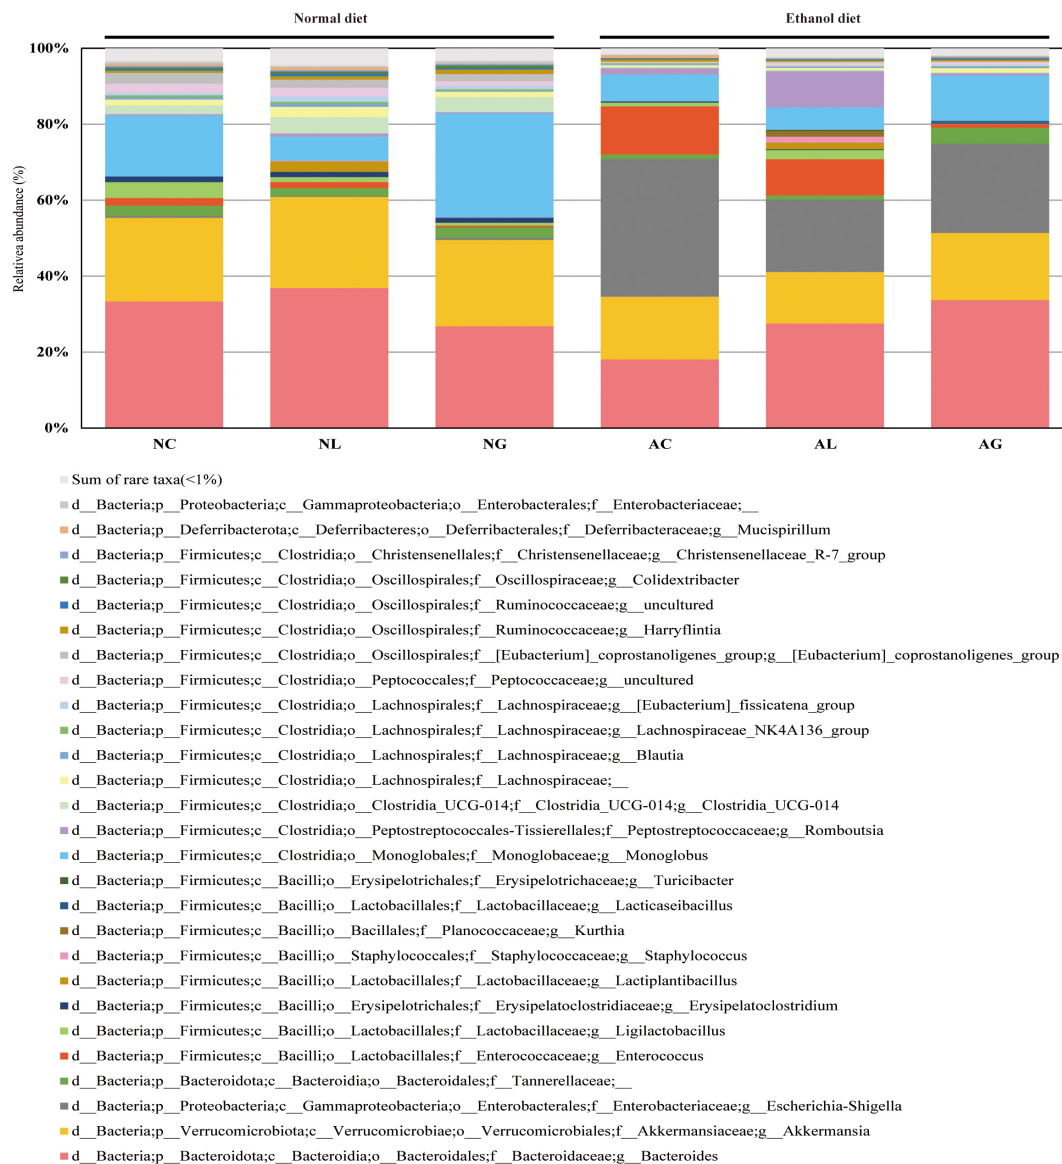 Normal diet
Ethanol diet
100%
80%
60%
40%
20%
0%
Relativea abundance (%)
NC
NL
NG
AC
AL
AG
Sum of rare taxa(<1%)
d__Bacteria;p__Proteobacteria;c__Gammaproteobacteria;o__Enterobacterales;f__Enterobacteriaceae;__
d__Bacteria;p__Deferribacterota;c__Deferribacteres;o__Deferribacterales;f__Deferribacteraceae;g__Mucispirillum
d__Bacteria;p__Firmicutes;c__Clostridia;o__Christensenellales;f__Christensenellaceae;g__Christensenellaceae_R-7_group
d__Bacteria;p__Firmicutes;c__Clostridia;o__Oscillospirales;f__Oscillospiraceae;g__Colidextribacter
d__Bacteria;p__Firmicutes;c__Clostridia;o__Oscillospirales;f__Ruminococcaceae;g__uncultured
d__Bacteria;p__Firmicutes;c__Clostridia;o__Oscillospirales;f__Ruminococcaceae;g__Harryflintia
d__Bacteria;p__Firmicutes;c__Clostridia;o__Oscillospirales;f__[Eubacterium]_coprostanoligenes_group;g__[Eubacterium]_coprostanoligenes_group
d__Bacteria;p__Firmicutes;c__Clostridia;o__Peptococcales;f__Peptococcaceae;g__uncultured
d__Bacteria;p__Firmicutes;c__Clostridia;o__Lachnospirales;f__Lachnospiraceae;g__[Eubacterium]_fissicatena_group
d__Bacteria;p__Firmicutes;c__Clostridia;o__Lachnospirales;f__Lachnospiraceae;g__Lachnospiraceae_NK4A136_group
d__Bacteria;p__Firmicutes;c__Clostridia;o__Lachnospirales;f__Lachnospiraceae;g__Blautia
d__Bacteria;p__Firmicutes;c__Clostridia;o__Lachnospirales;f__Lachnospiraceae;__
d__Bacteria;p__Firmicutes;c__Clostridia;o__Clostridia_UCG-014;f__Clostridia_UCG-014;g__Clostridia_UCG-014
d__Bacteria;p__Firmicutes;c__Clostridia;o__Peptostreptococcales-Tissierellales;f__Peptostreptococcaceae;g__Romboutsia
d__Bacteria;p__Firmicutes;c__Clostridia;o__Monoglobales;f__Monoglobaceae;g__Monoglobus
d__Bacteria;p__Firmicutes;c__Bacilli;o__Erysipelotrichales;f__Erysipelotrichaceae;g__Turicibacter
d__Bacteria;p__Firmicutes;c__Bacilli;o__Lactobacillales;f__Lactobacillaceae;g__Lacticaseibacillus
d__Bacteria;p__Firmicutes;c__Bacilli;o__Bacillales;f__Planococcaceae;g__Kurthia
d__Bacteria;p__Firmicutes;c__Bacilli;o__Staphylococcales;f__Staphylococcaceae;g__Staphylococcus
d__Bacteria;p__Firmicutes;c__Bacilli;o__Lactobacillales;f__Lactobacillaceae;g__Lactiplantibacillus
d__Bacteria;p__Firmicutes;c__Bacilli;o__Erysipelotrichales;f__Erysipelatoclostridiaceae;g__Erysipelatoclostridium
d__Bacteria;p__Firmicutes;c__Bacilli;o__Lactobacillales;f__Lactobacillaceae;g__Ligilactobacillus
d__Bacteria;p__Firmicutes;c__Bacilli;o__Lactobacillales;f__Enterococcaceae;g__Enterococcus
d__Bacteria;p__Bacteroidota;c__Bacteroidia;o__Bacteroidales;f__Tannerellaceae;__
d__Bacteria;p__Proteobacteria;c__Gammaproteobacteria;o__Enterobacterales;f__Enterobacteriaceae;g__Escherichia-Shigella
d__Bacteria;p__Verrucomicrobiota;c__Verrucomicrobiae;o__Verrucomicrobiales;f__Akkermansiaceae;g__Akkermansia
d__Bacteria;p__Bacteroidota;c__Bacteroidia;o__Bacteroidales;f__Bacteroidaceae;g__Bacteroides